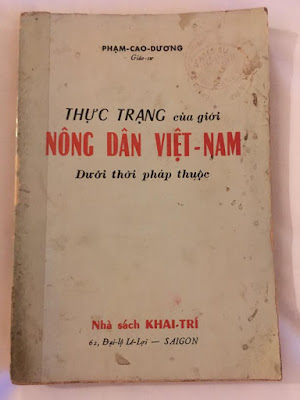 PHẠM-CAO-DƯƠNG
Giáo-sư
THỰC TRẠNG của giới
NÔNG DÂN VIỆT-NAM
Dưới thời pháp thuộc
Nhà sách KHAI-TRÍ
62, Đại-lộ Lê-Lợi — SAIGON